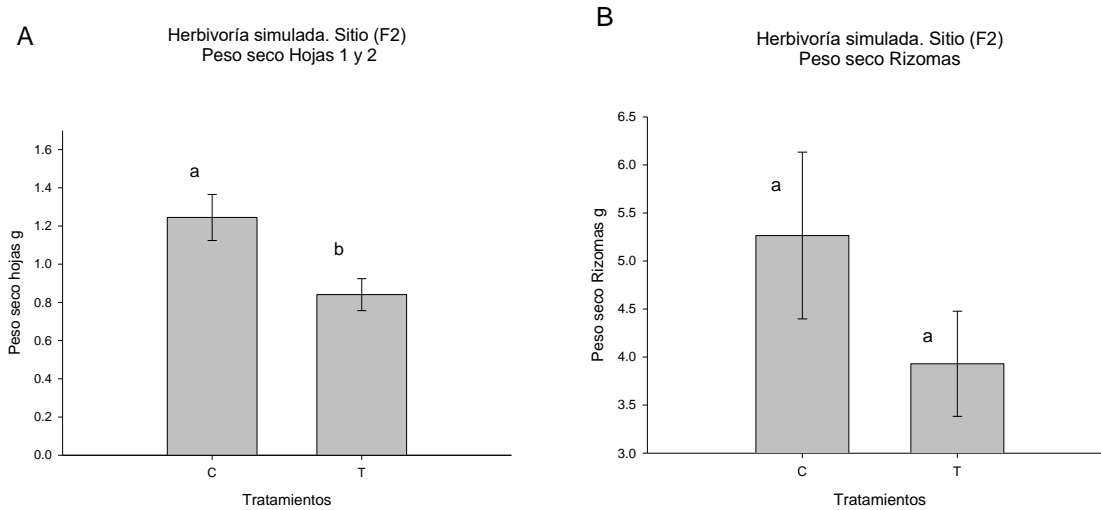 A
Herbivoría simulada. Sitio (F2)
Peso seco Hojas 1 y 2
Peso seco hojas g
1.6
1.4
1.2
1.0
0.8
0.6
0.4
0.2
0.0
a
b
C
T
Tratamientos
B
Herbivoría simulada. Sitio (F2)
Peso seco Rizomas
Peso seco Rizomas g
6.5
6.0
5.5
5.0
4.5
4.0
3.5
3.0
a
a
C
T
Tratamientos